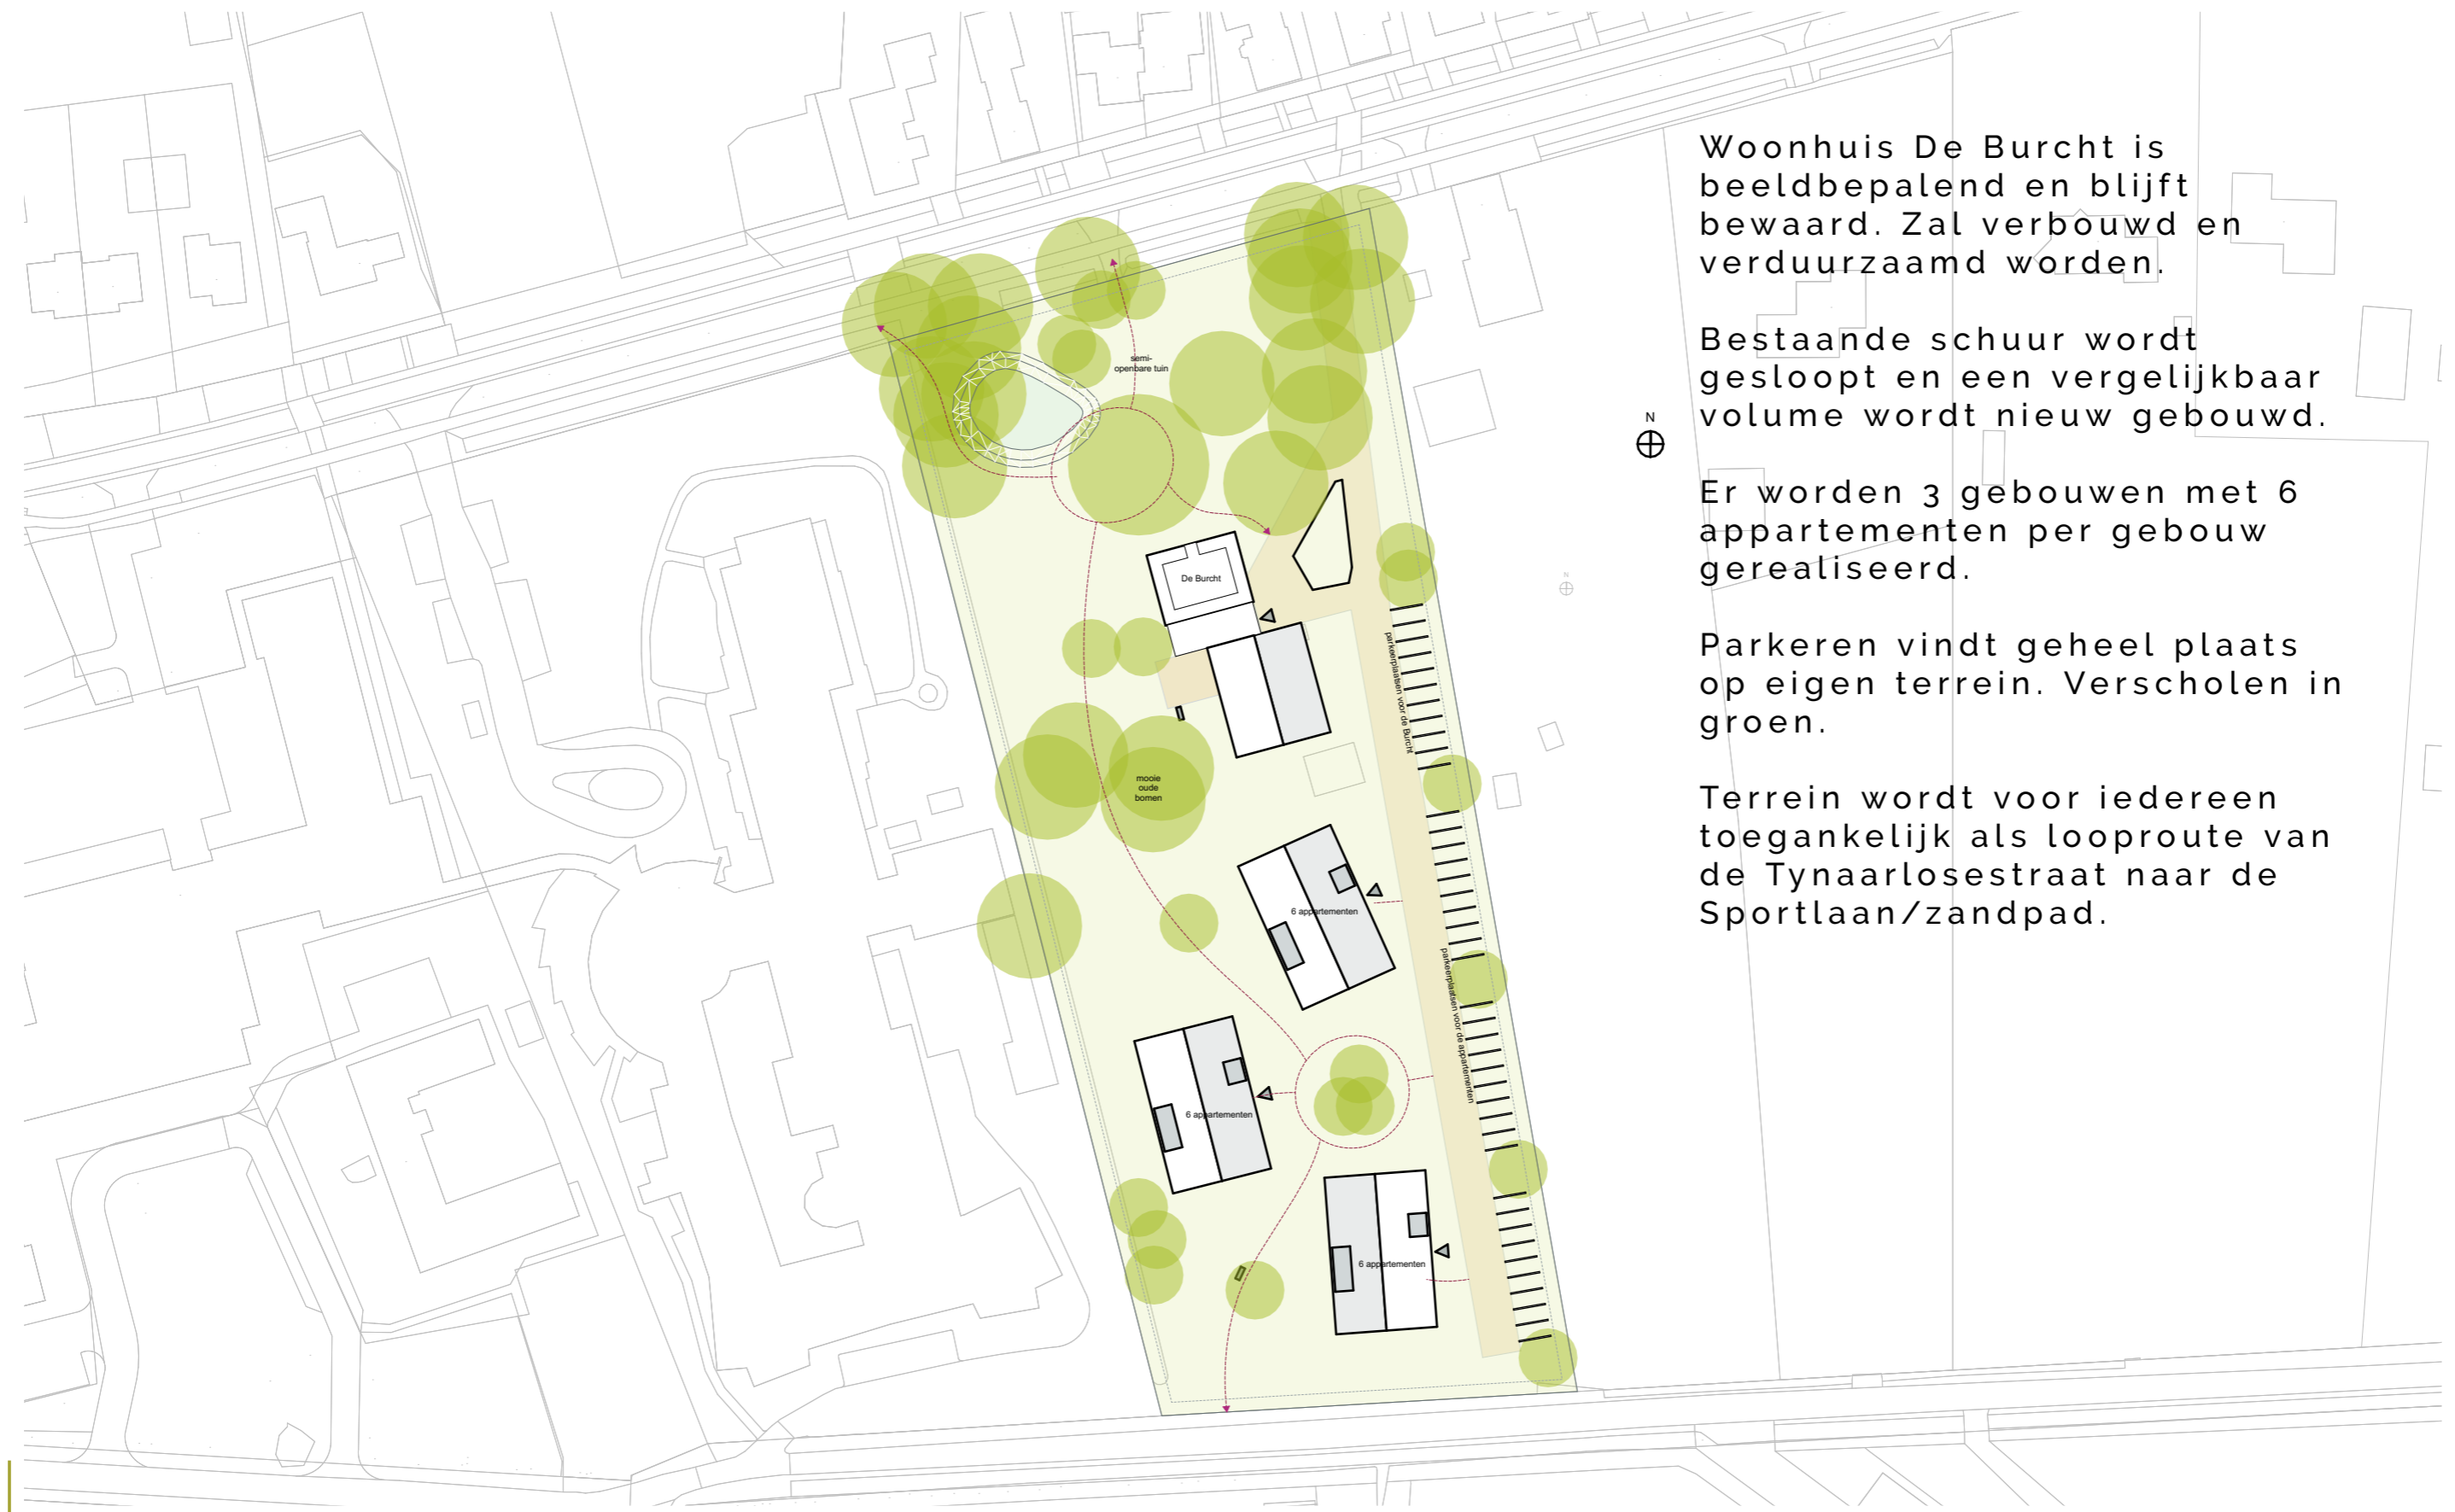 Woonhuis De Burcht is
beeldbepalend en blijft
bewaard. Zal verbouwd en
verduurzaamd worden.
Bestaande schuur wordt
gesloopt en een vergelijkbaar
volume wordt nieuw gebouwd.
Er worden 3 gebouwen met 6
appartementen per gebouw
gerealiseerd.
Parkeren vindt geheel plaats
op eigen terrein. Verscholen in
groen.
Terrein wordt voor iedereen
toegankelijk als looproute van
de Tynaarlosestraat naar de
Sportlaan/zandpad.
N
N
semi-
openbare tuin
De Burcht
parkeerplaatsen voor de Burcht
mooie
oude
bomen
6 appartementen
parkeerplaatsen voor de appartementen
6 appartementen
6 appartementen